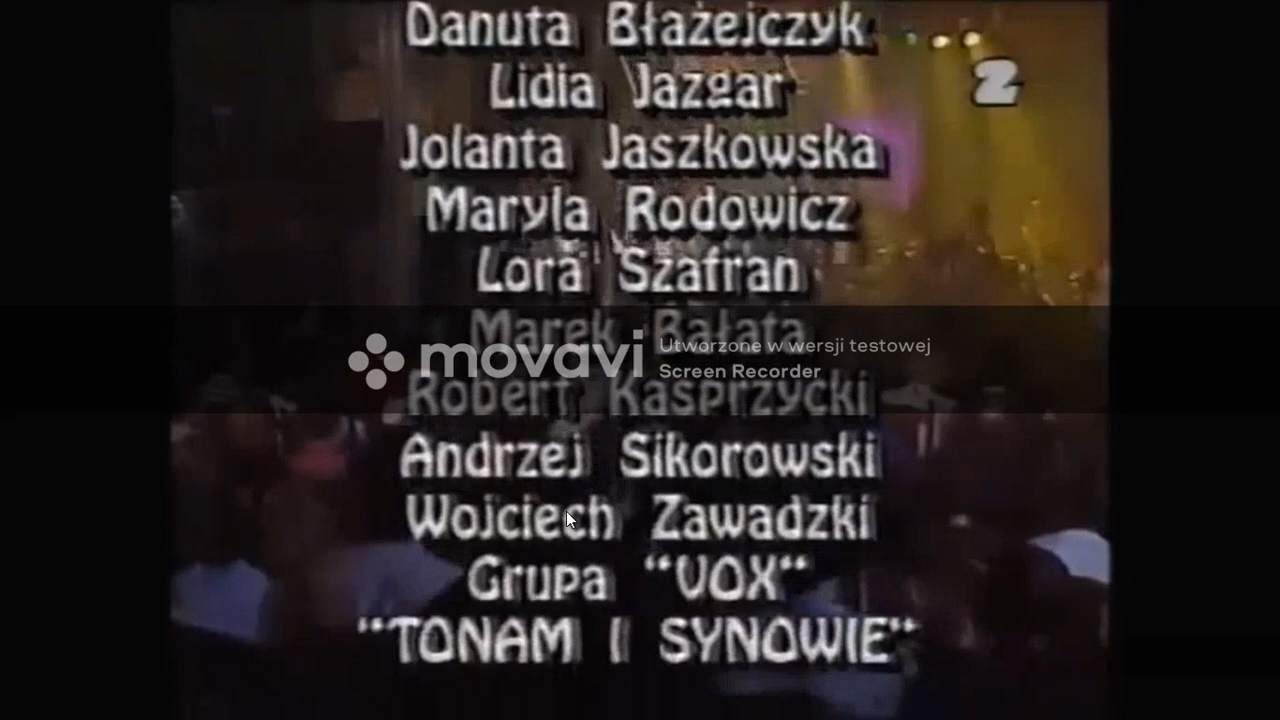 Danuta Błażejczyk
2
Lidia Jazgar
Jolanta Jaszkowska
Maryla Rodowicz
Lora Szafran
Marek Bałata
movavi
Utworzone w wersji testowej
Screen Recorder
Robert Kasprzycki
Andrzej Sikorowski
Wojciech Zawadzki
Grupa "VOX"
"TONAM I SYNOWIE"